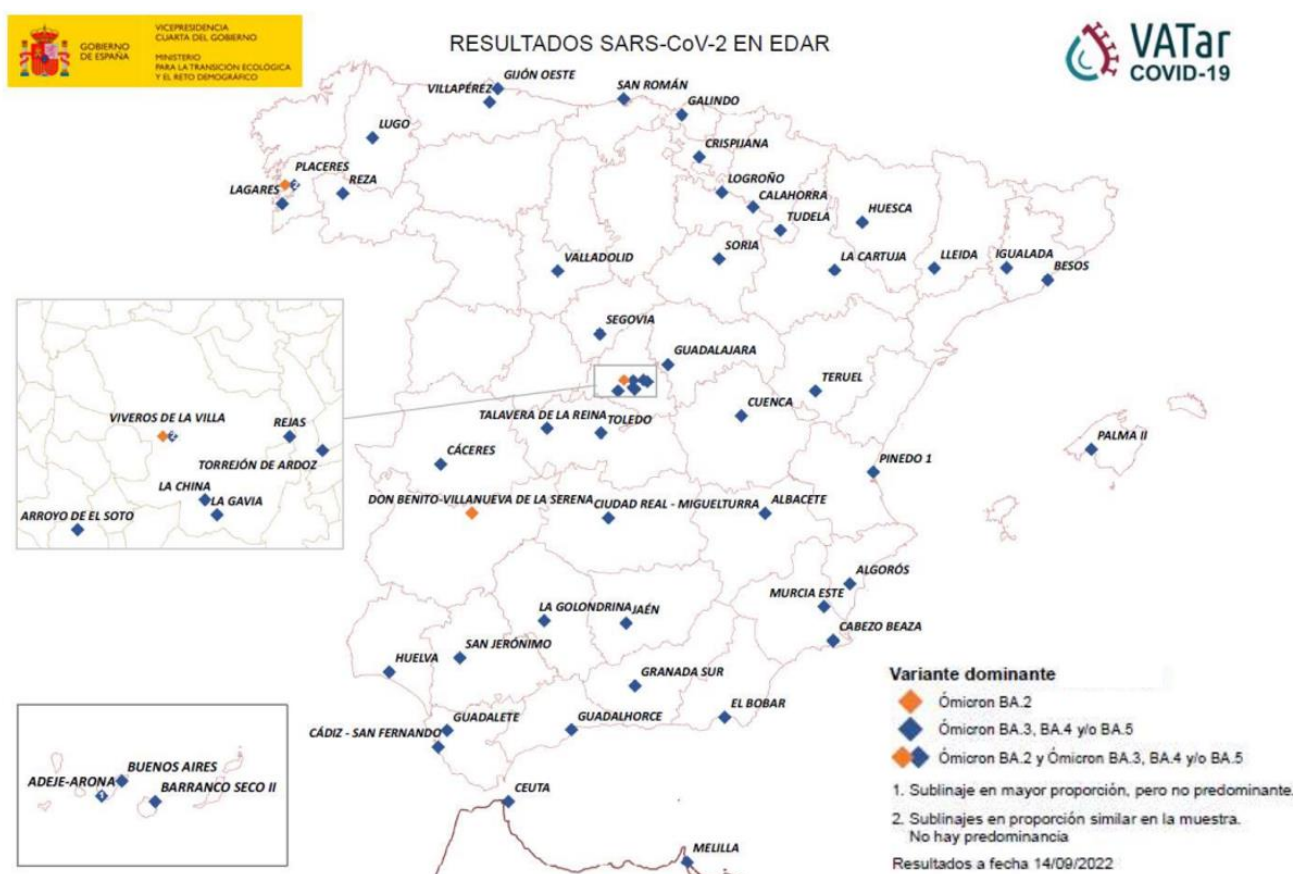 GOBIERNO
DE ESPAÑA
VICEPRESIDENCIA
CUARTA DEL GOBIERNO
MINISTERIO
PARA LA TRANSICIÓN ECOLÓGICA
Y EL RETO DEMOGRÁFICO
RESULTADOS SARS-CoV-2 EN EDAR
VATar
COVID-19
GIJÓN OESTE
VILLAPÉREZ
SAN ROMÁN
GALINDO
LUGO
CRISPIJANA
PLACERES
2
REZA
LAGARES
LOGROÑO
CALAHORRA
TUDELA
HUESCA
SORIA
VALLADOLID
LA CARTUJA
LLEIDA
IGUALADA
BESOS
SEGOVIA
GUADALAJARA
TERUEL
CUENCA
TALAVERA DE LA REINA
TOLEDO
CÁCERES
PINEDO 1
PALMA II
DON BENITO-VILLANUEVA DE LA SERENA
CIUDAD REAL - MIGUELTURRA
ALBACETE
VIVEROS DE LA VILLA
2
REJAS
TORREJÓN DE ARDOZ
LA CHINA
LA GAVIA
ARROYO DE EL SOTO
ALGORÓS
MURCIA ESTE
CABEZO BEAZA
LA GOLONDRINA
JAÉN
SAN JERÓNIMO
HUELVA
GRANADA SUR
EL BOBAR
GUADALETE
GUADALHORCE
CÁDIZ - SAN FERNANDO
CEUTA
MELILLA
BUENOS AIRES
ADEJE-ARONA
1
BARRANCO SECO II
Variante dominante
Ómicron BA.2
Ómicron BA.3, BA.4 y/o BA.5
Ómicron BA.2 y Ómicron BA.3, BA.4 y/o BA.5
1. Sublinaje en mayor proporción, pero no predominante.
2. Sublinajes en proporción similar en la muestra.
No hay predominancia
Resultados a fecha 14/09/2022